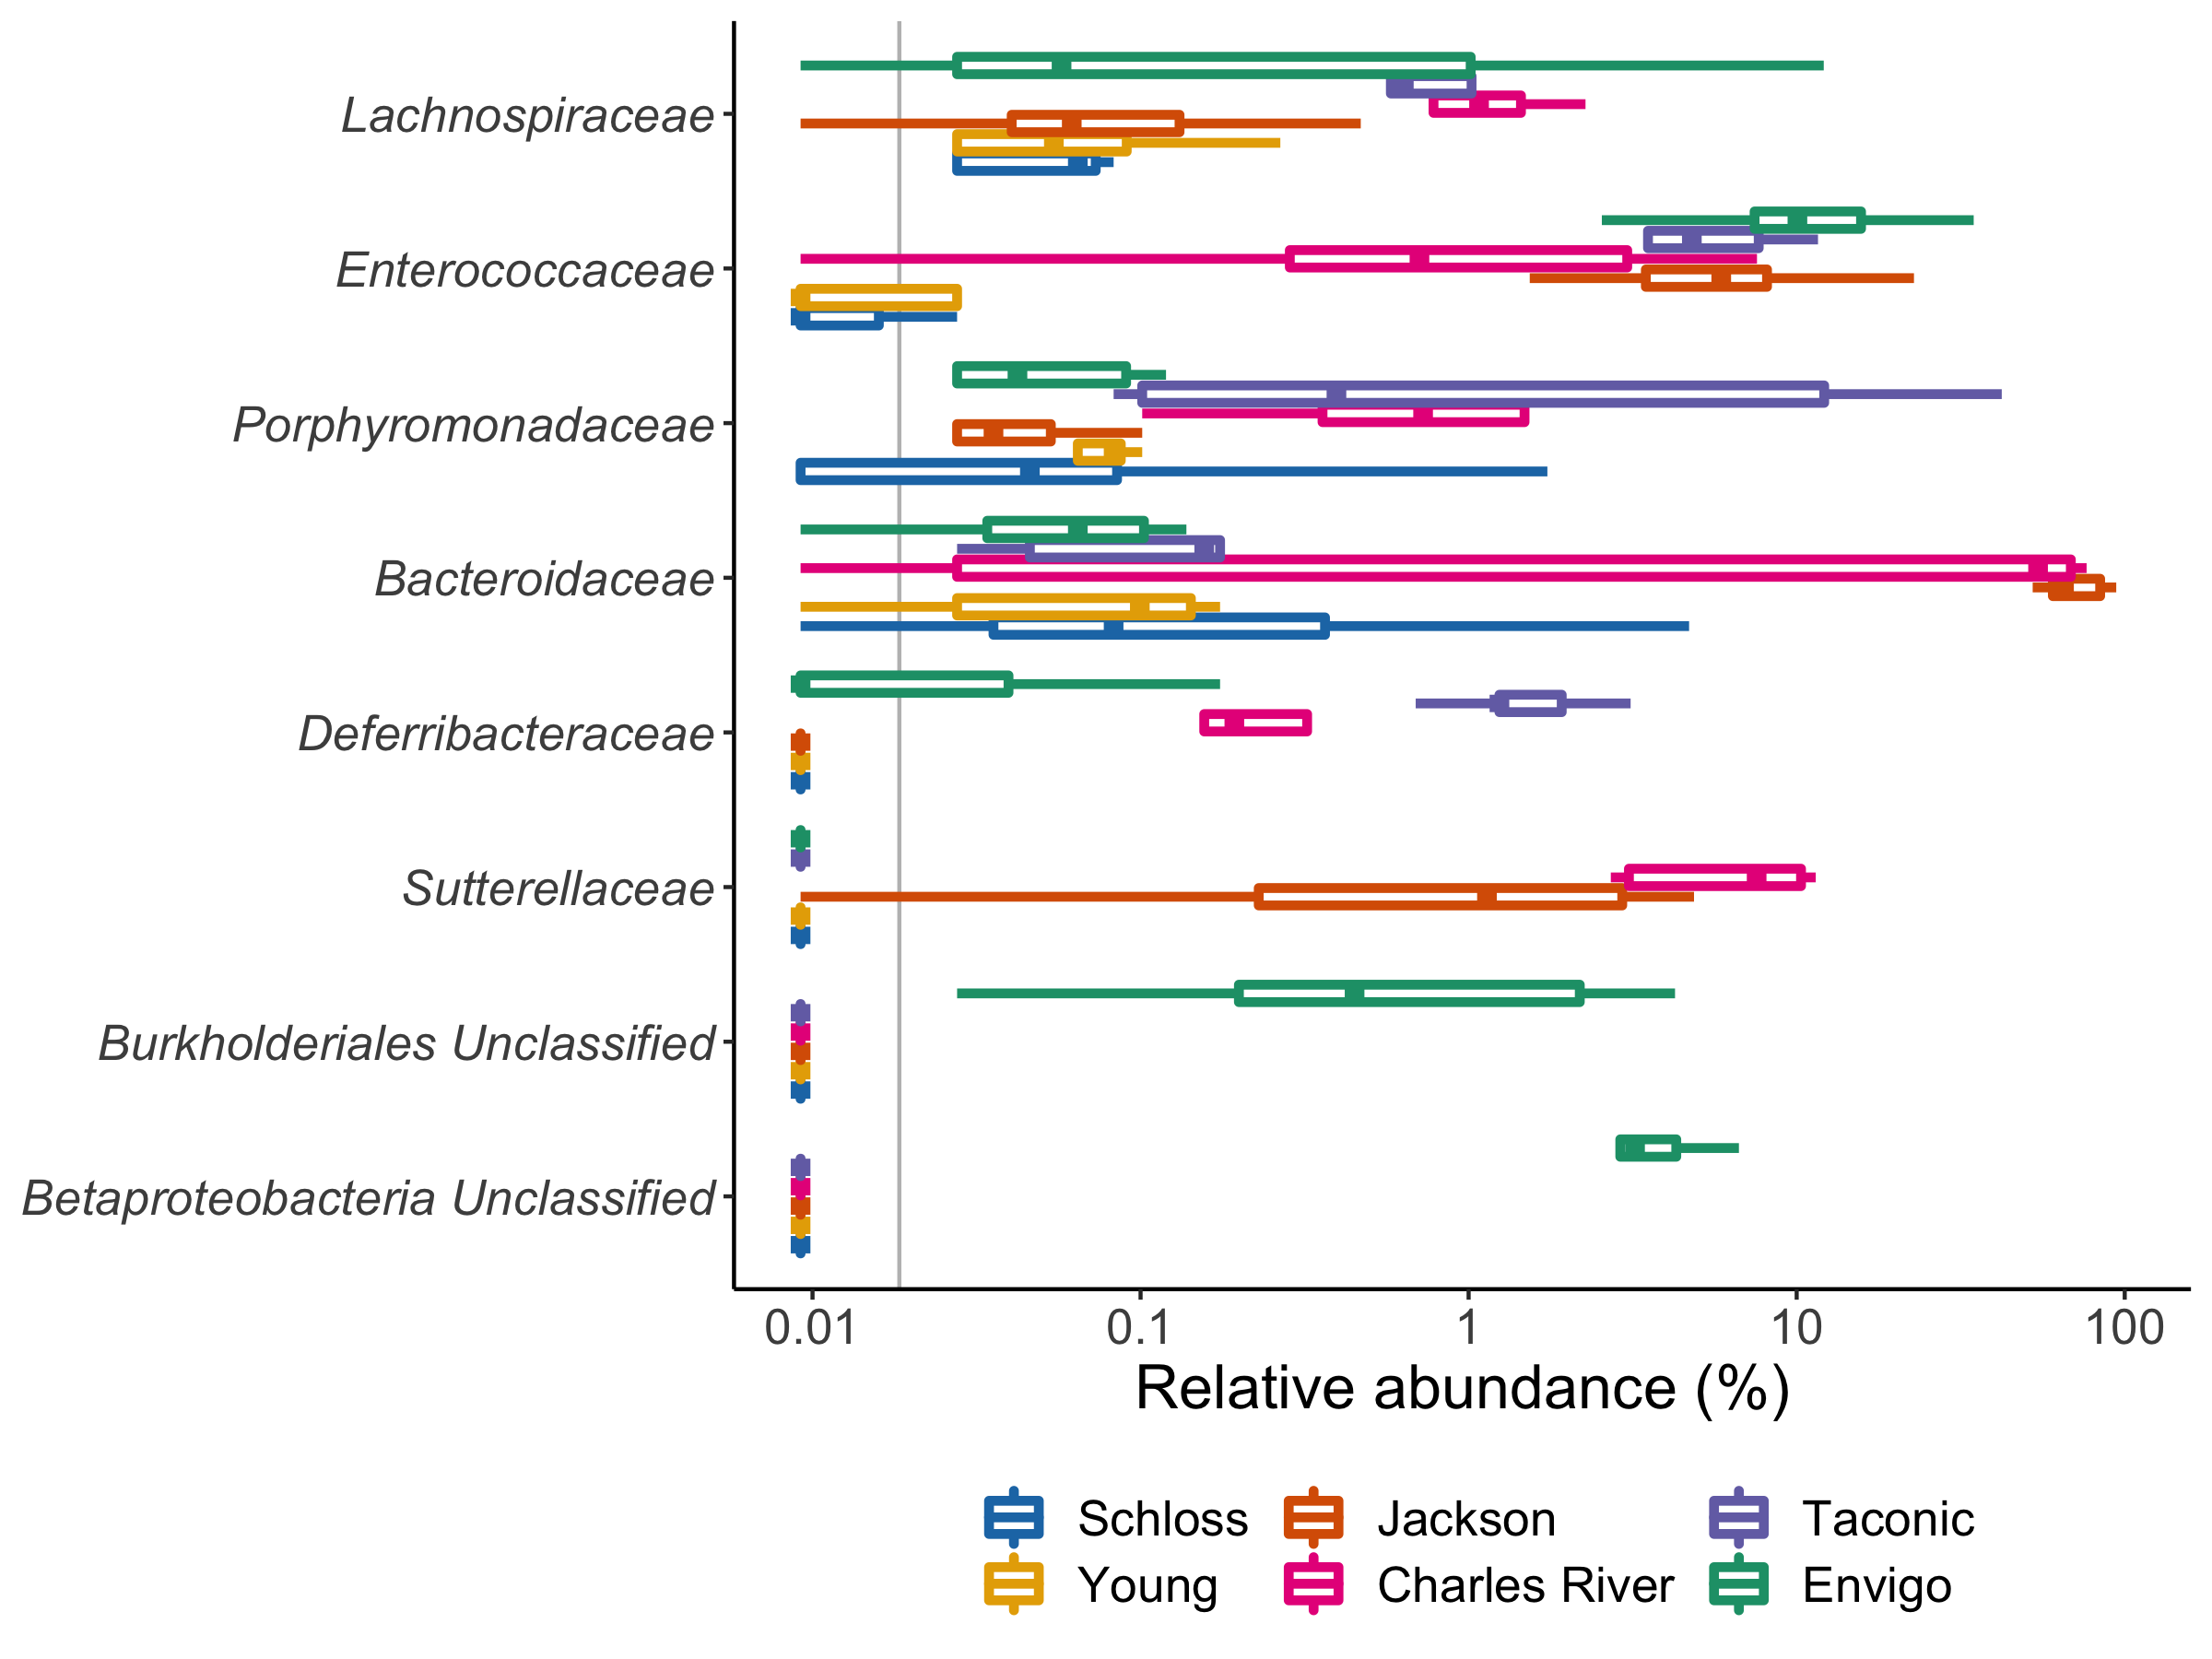 Lachnospiraceae
Enterococcaceae
Porphyromonadaceae
Bacteroidaceae
Deferribacteraceae
Sutterellaceae
Burkholderiales Unclassified
Betaproteobacteria Unclassified
0.01 0.1 1 10 100
Relative abundance (%)
Schloss Jackson Taconic
Young Charles River Envigo